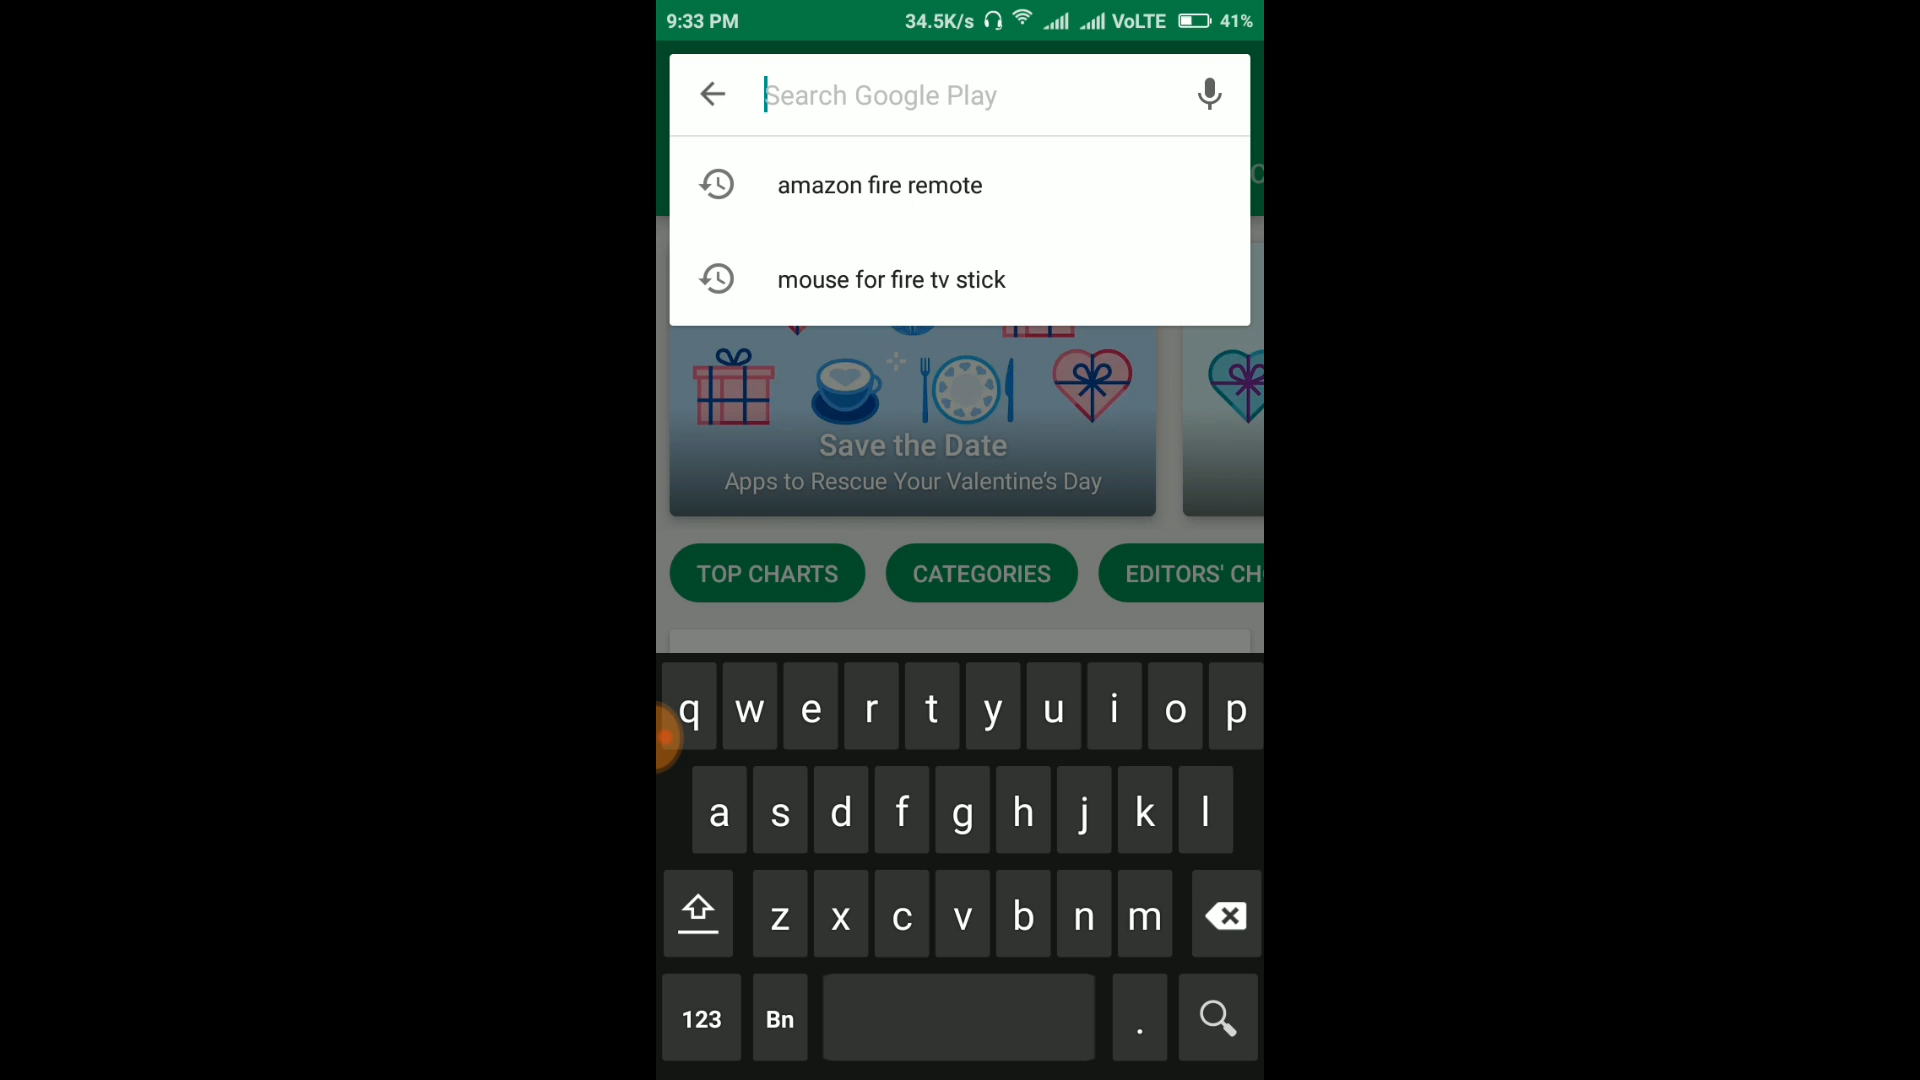 9:33 PM 34.5K/s VoLTE 41%
Search Google Play
amazon fire remote
mouse for fire tv stick
Save the Date
Apps to Rescue Your Valentine's Day
TOP CHARTS CATEGORIES EDITORS' CH
q w e r t y u i o p
a s d f g h j k l
z x c v b n m
123 Bn .